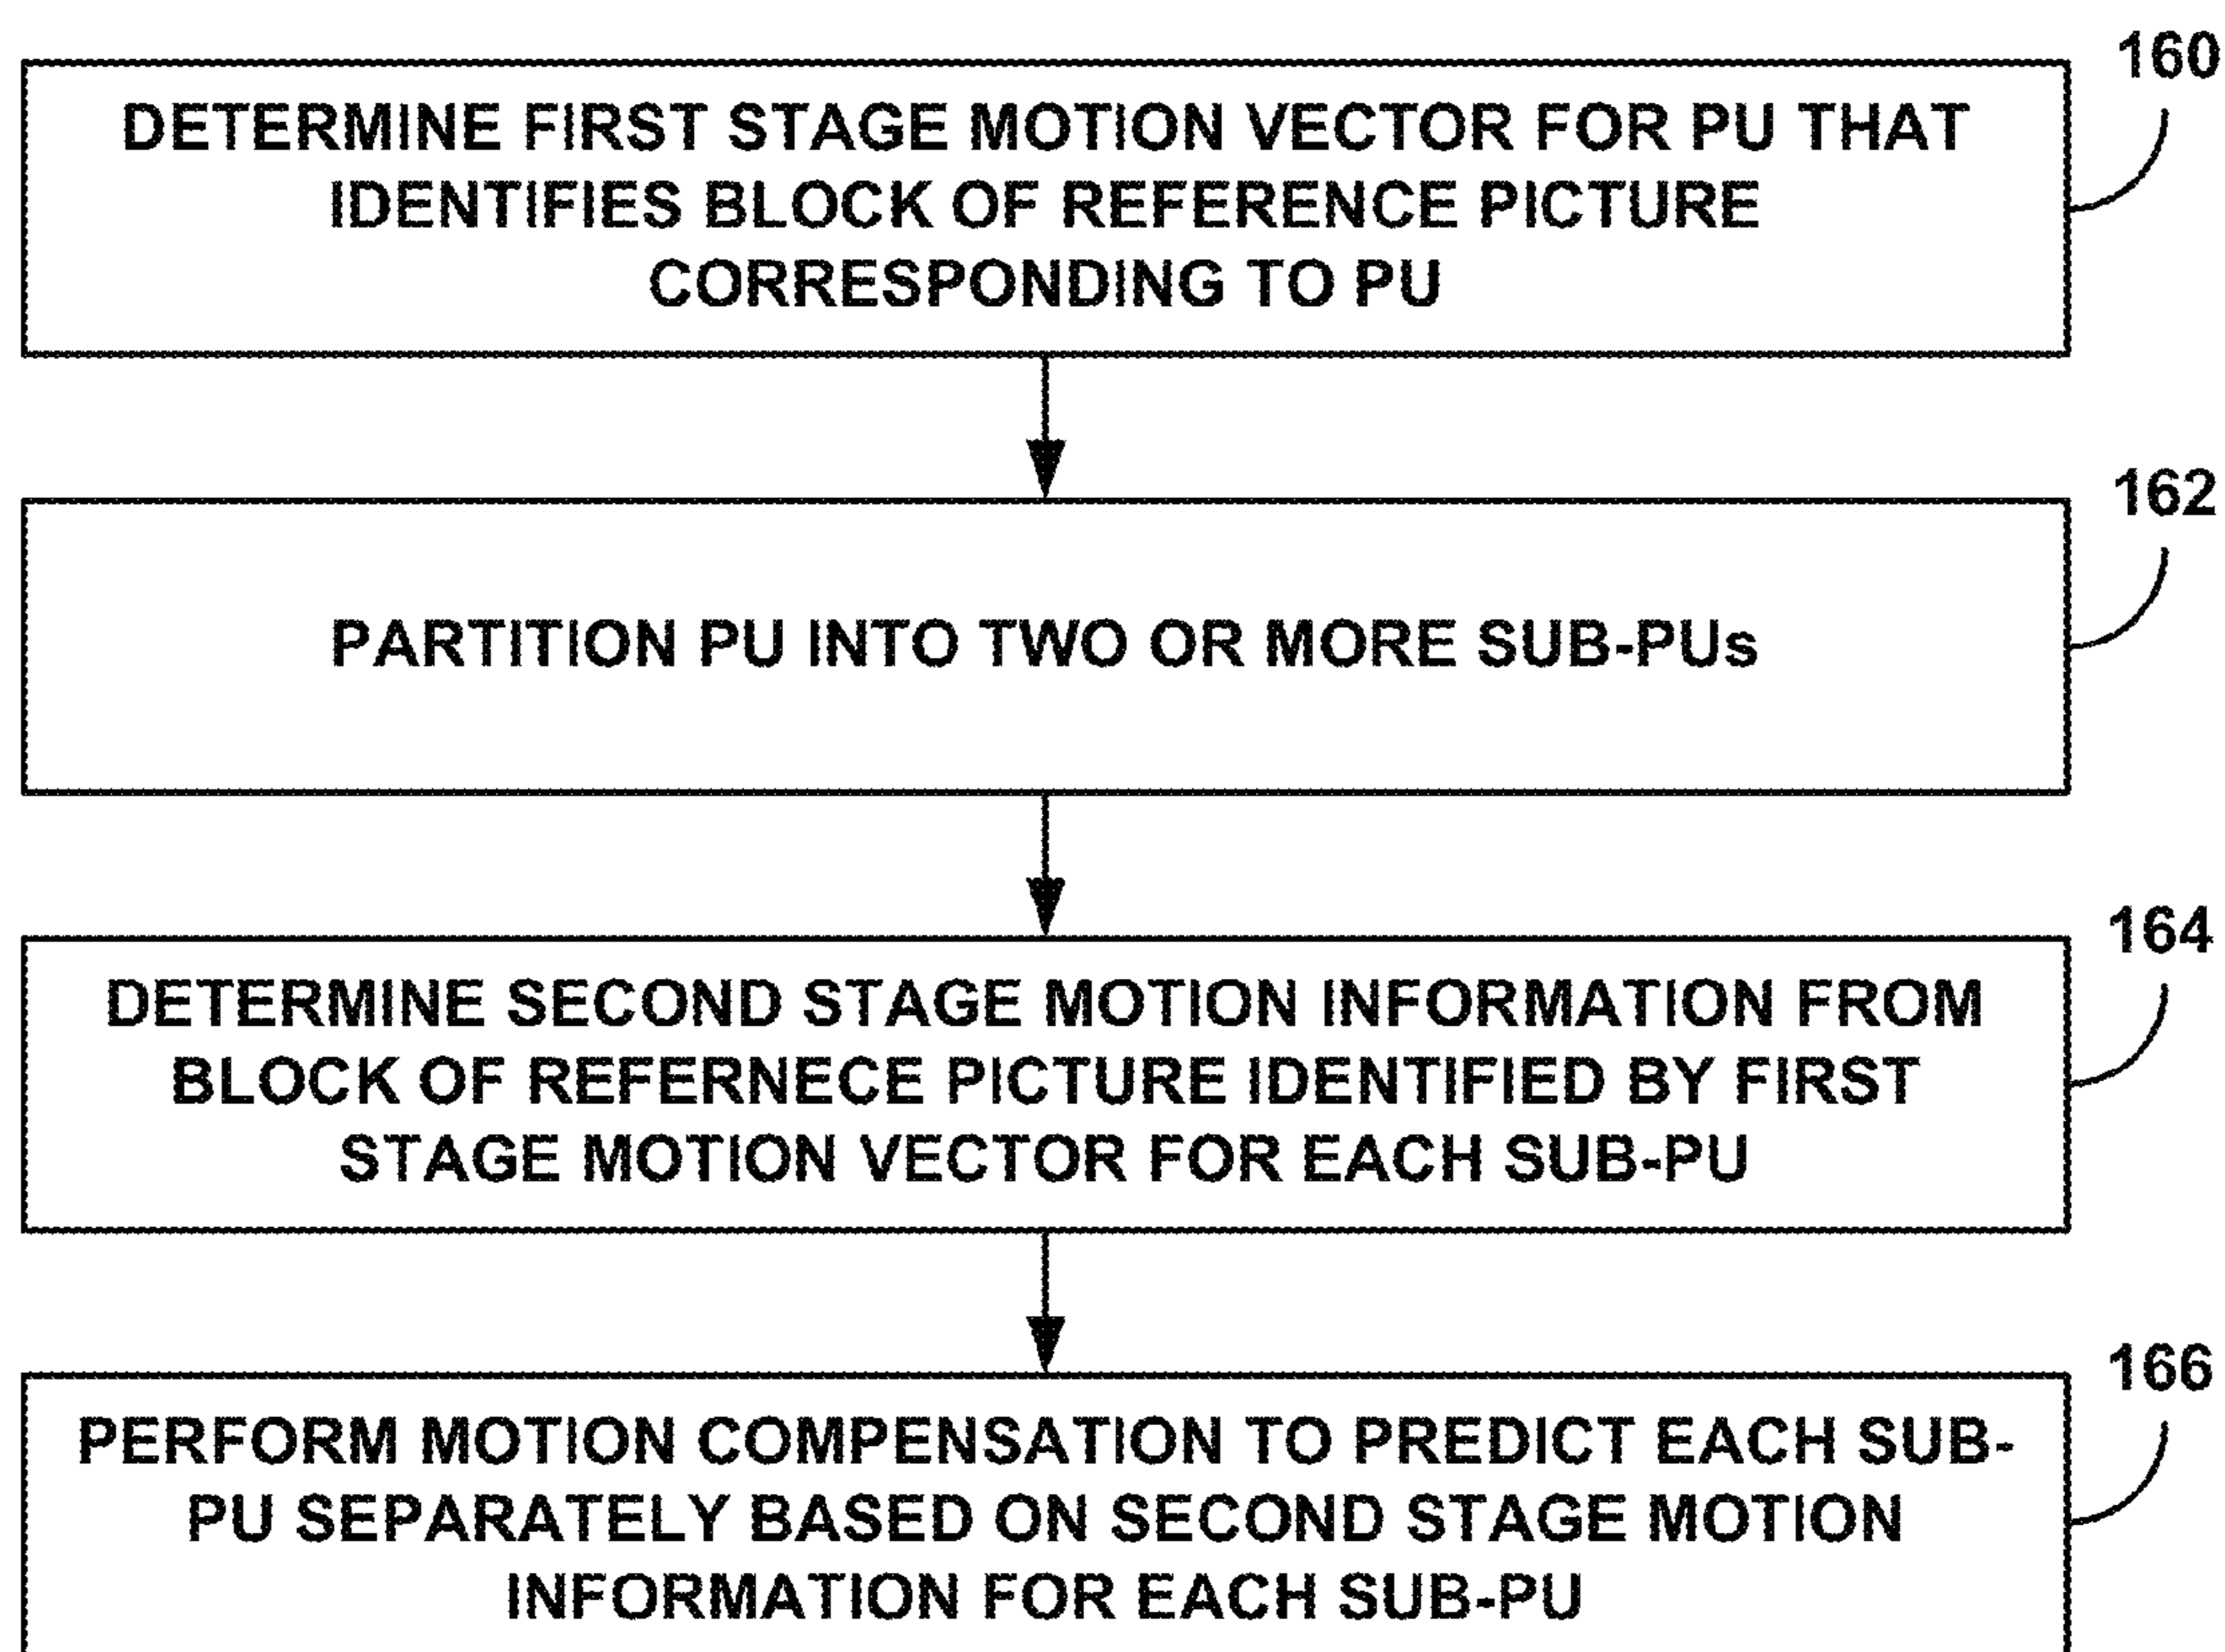 160
DETERMINE FIRST STAGE MOTION VECTOR FOR PU THAT
IDENTIFIES BLOCK OF REFERENCE PICTURE
CORRESPONDING TO PU
162
PARTITION PU INTO TWO OR MORE SUB-PUs
164
DETERMINE SECOND STAGE MOTION INFORMATION FROM
BLOCK OF REFERNECE PICTURE IDENTIFIED BY FIRST
STAGE MOTION VECTOR FOR EACH SUB-PU
166
PERFORM MOTION COMPENSATION TO PREDICT EACH SUB-
PU SEPARATELY BASED ON SECOND STAGE MOTION
INFORMATION FOR EACH SUB-PU